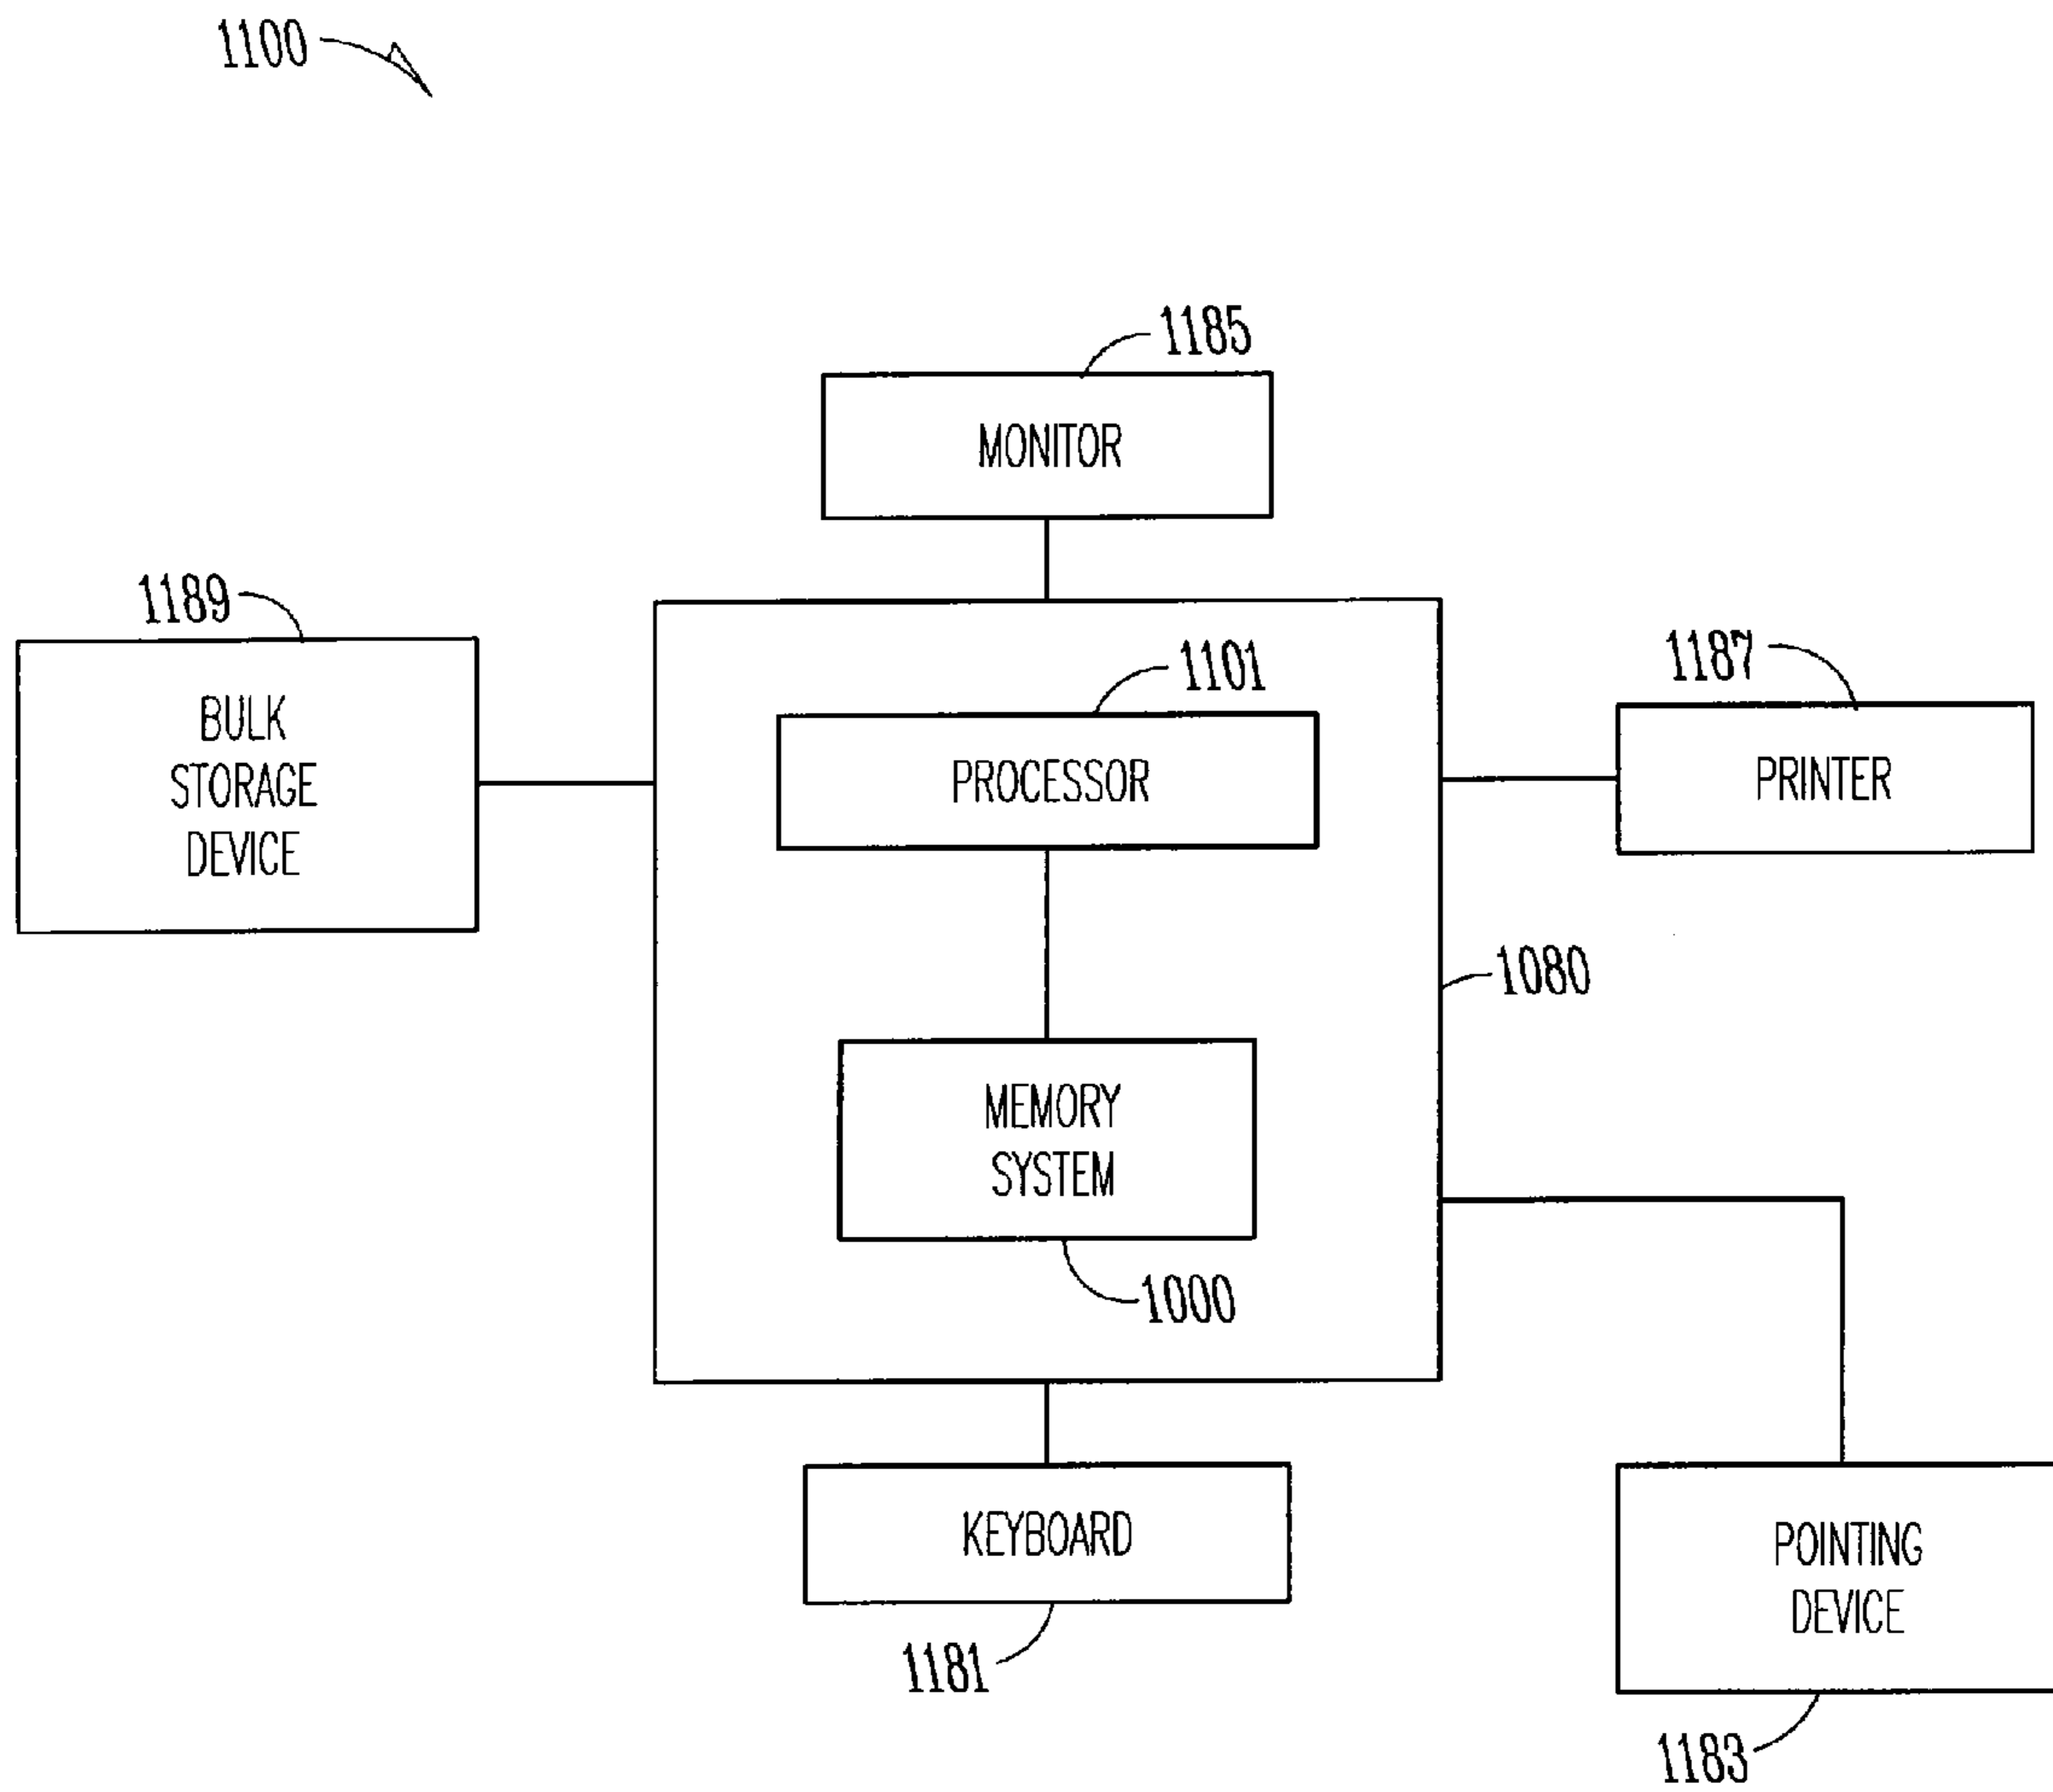 1100
1185
MONITOR
1189
BULK
STORAGE
DEVICE
1101
PROCESSOR
1187
PRINTER
1080
MEMORY
SYSTEM
1000
KEYBOARD
1181
POINTING
DEVICE
1183